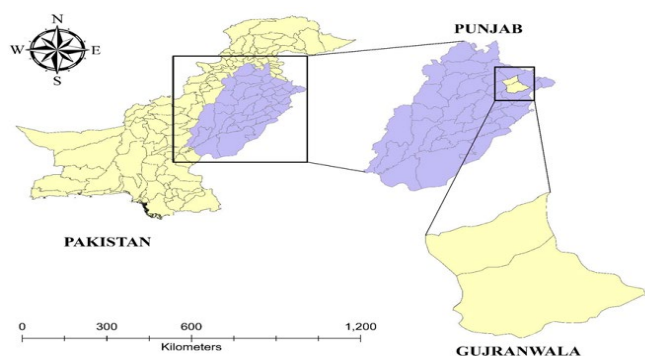 N
W E
S
PUNJAB
PAKISTAN
0 300 600 1,200
Kilometers
GUJRANWALA